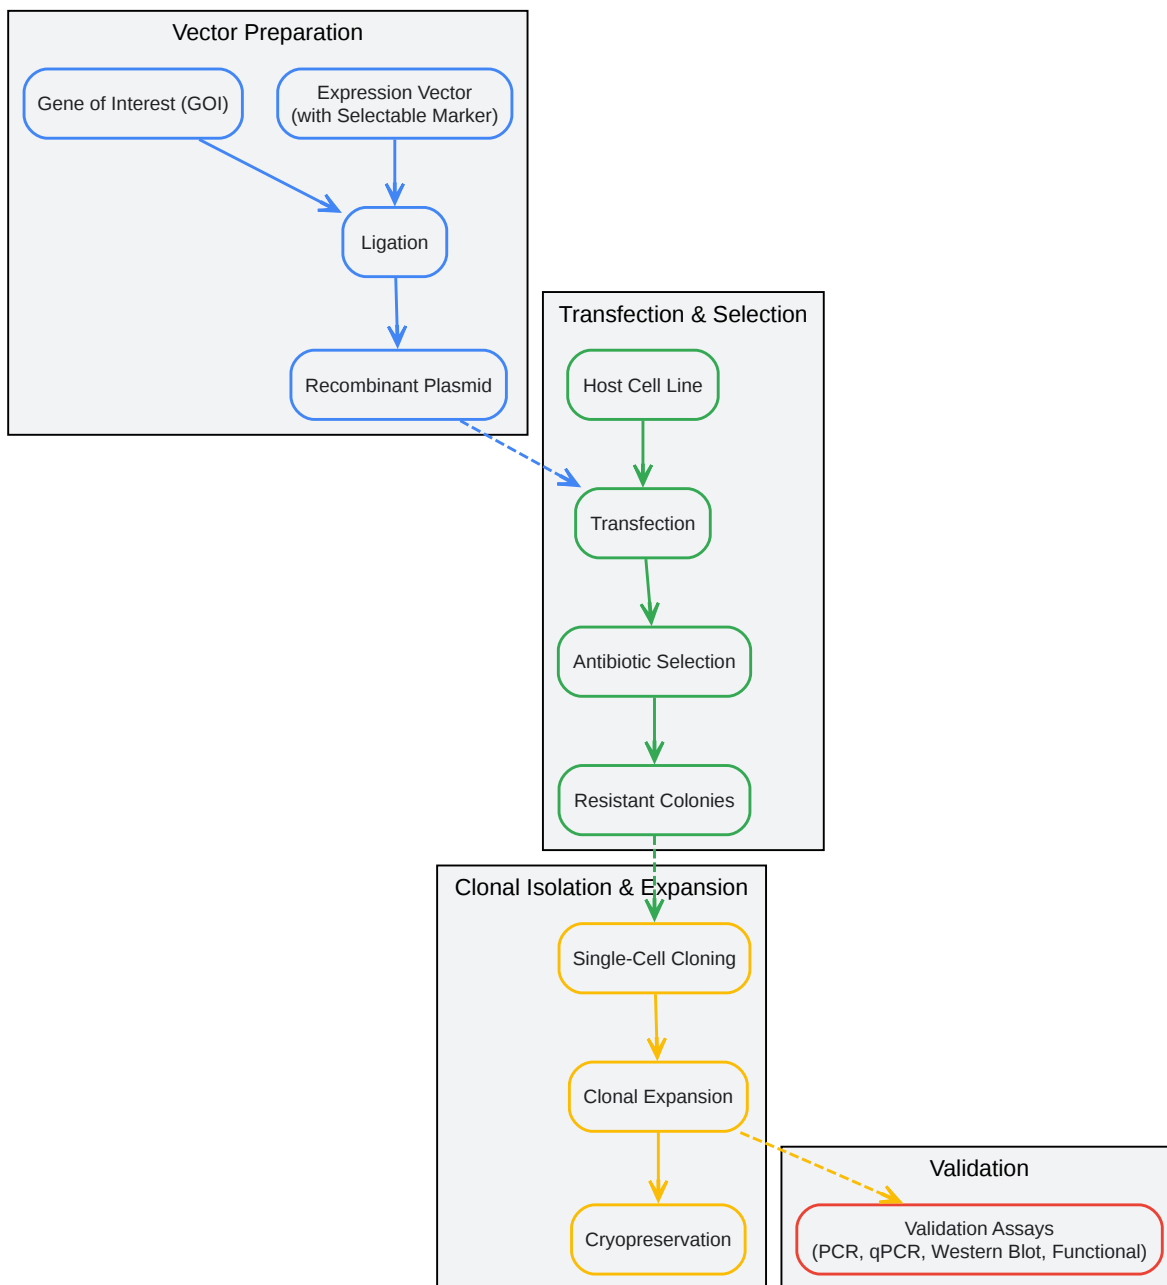 Vector Preparation
Gene of Interest (GOI)
Expression Vector
(with Selectable Marker)
Ligation
Recombinant Plasmid
Transfection & Selection
Host Cell Line
Transfection
Antibiotic Selection
Resistant Colonies
Clonal Isolation & Expansion
Single-Cell Cloning
Clonal Expansion
Cryopreservation
Validation
Validation Assays
(PCR, qPCR, Western Blot, Functional)